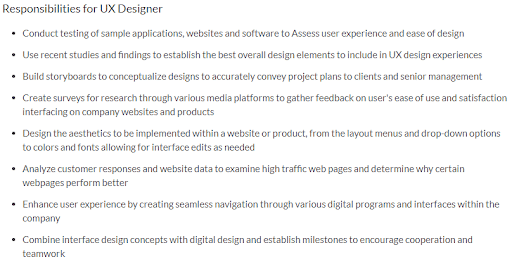 Responsibilities for UX Designer
• Conduct testing of sample applications, websites and software to Assess user experience and ease of design
• Use recent studies and findings to establish the best overall design elements to include in UX design experiences
• Build storyboards to conceptualize designs to accurately convey project plans to clients and senior management
• Create surveys for research through various media platforms to gather feedback on user's ease of use and satisfaction
interfacing on company websites and products
• Design the aesthetics to be implemented within a website or product, from the layout menus and drop-down options
to colors and fonts allowing for interface edits as needed
• Analyze customer responses and website data to examine high traffic web pages and determine why certain
webpages perform better
• Enhance user experience by creating seamless navigation through various digital programs and interfaces within the
company
• Combine interface design concepts with digital design and establish milestones to encourage cooperation and
teamwork